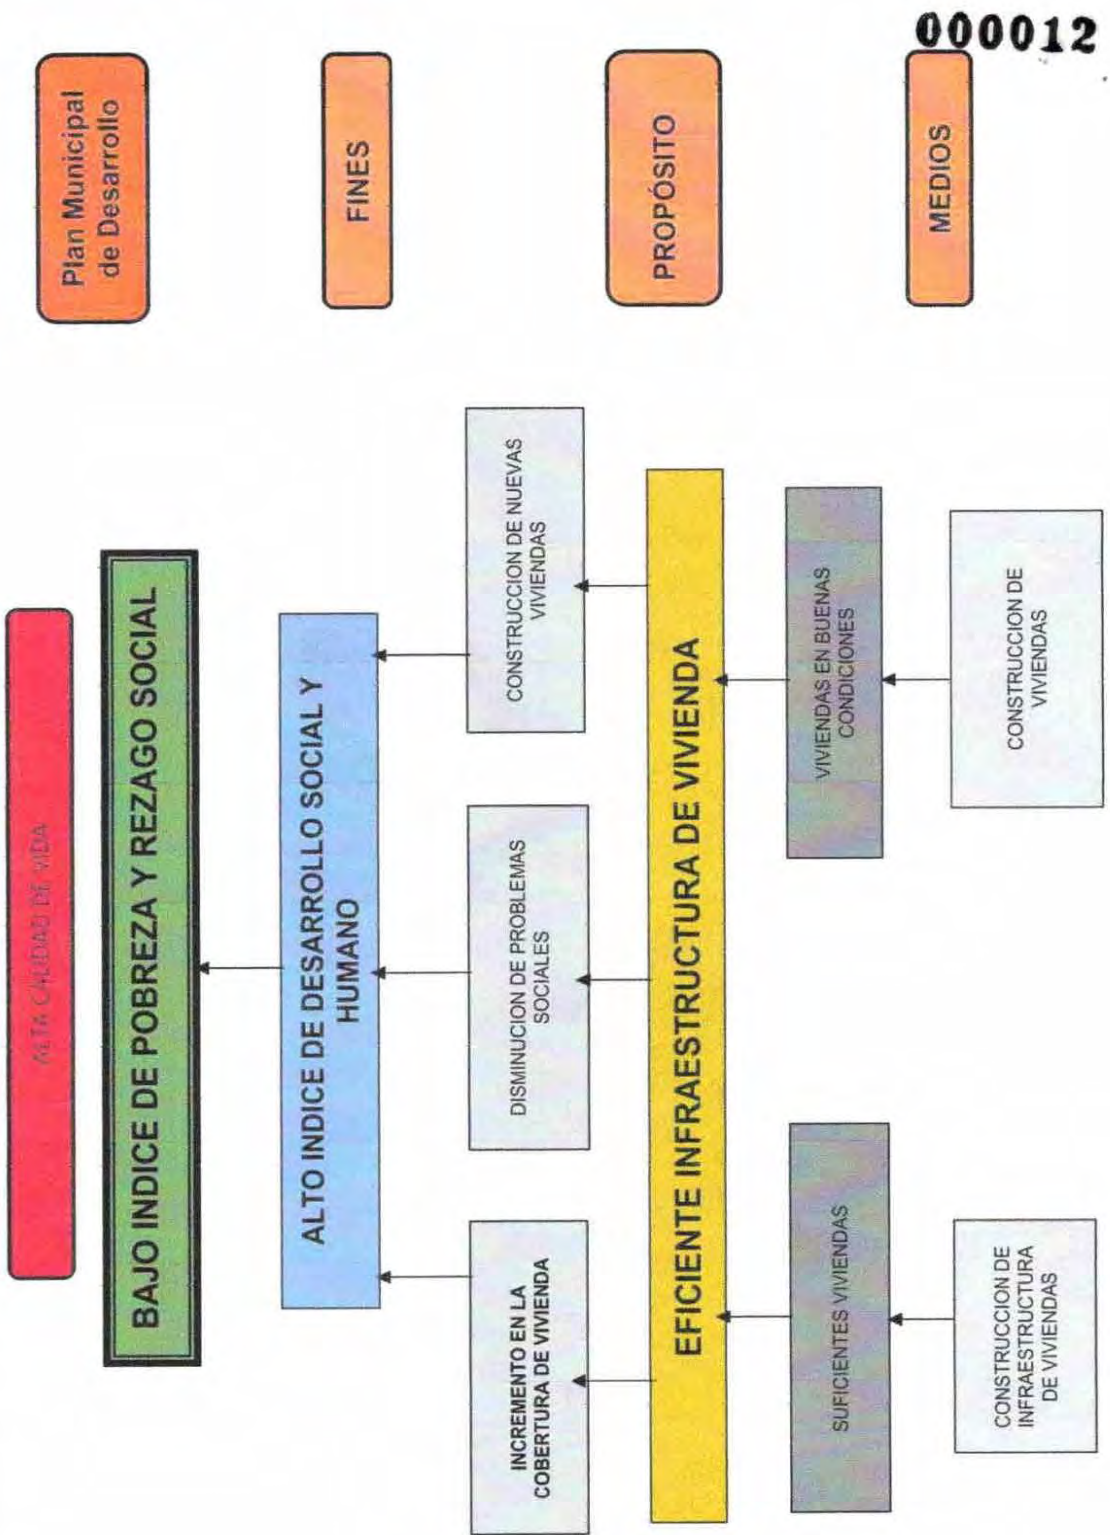 000012
ALTA CALIDAD DE VIDA
Plan Municipal
de Desarrollo
BAJO INDICE DE POBREZA Y REZAGO SOCIAL
ALTO INDICE DE DESARROLLO SOCIAL Y
HUMANO
FINES
INCREMENTO EN LA
COBERTURA DE VIVIENDA
DISMINUCION DE PROBLEMAS
SOCIALES
CONSTRUCCION DE NUEVAS
VIVIENDAS
EFICIENTE INFRAESTRUCTURA DE VIVIENDA
PROPÓSITO
SUFICIENTES VIVIENDAS
VIVIENDAS EN BUENAS
CONDICIONES
MEDIOS
CONSTRUCCION DE
INFRAESTRUCTURA
DE VIVIENDAS
CONSTRUCCION DE
VIVIENDAS